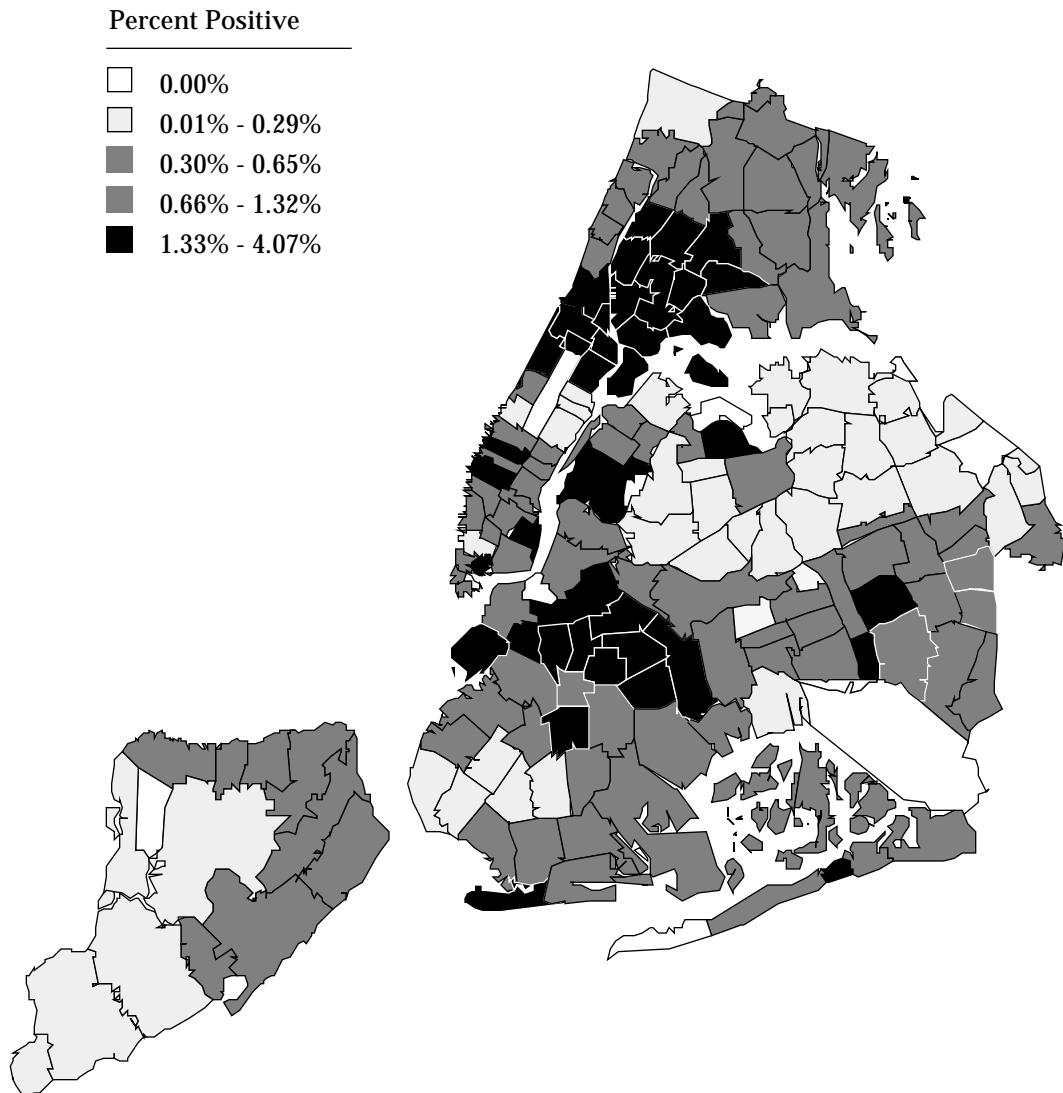 Percent Positive
0.00%
0.01% - 0.29%
0.30% - 0.65%
0.66% - 1.32%
1.33% - 4.07%